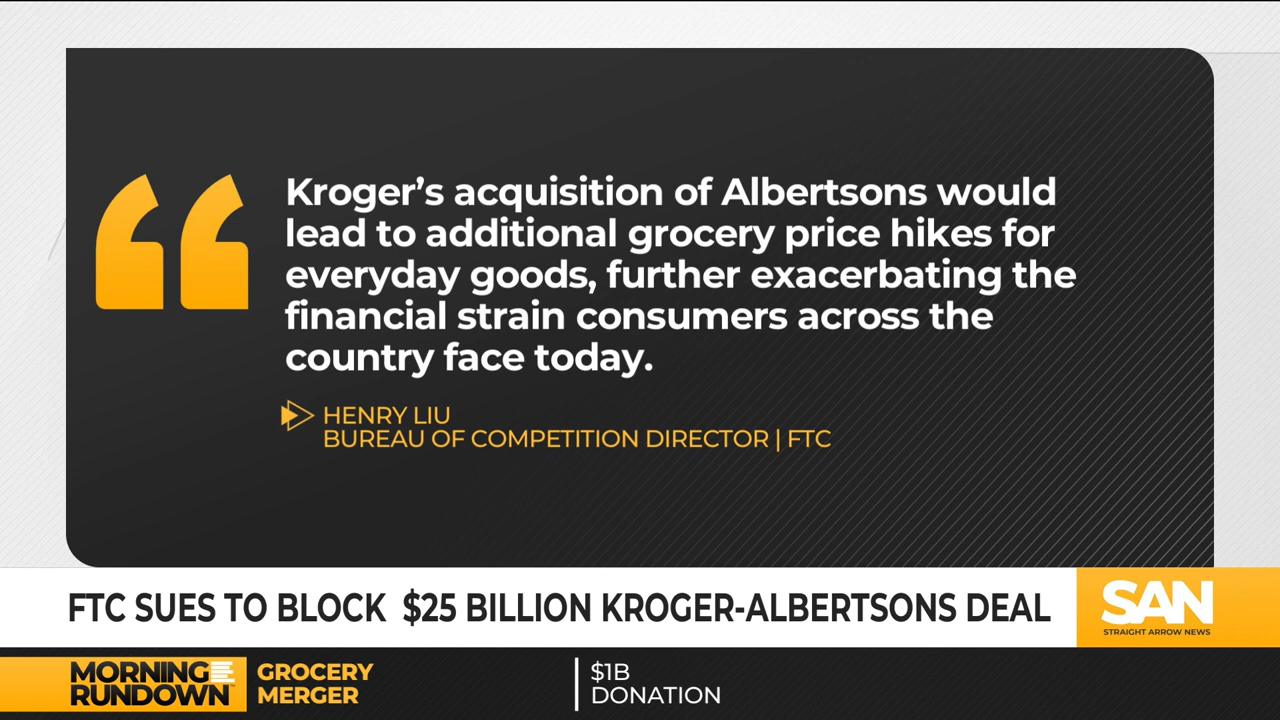 Kroger’s acquisition of Albertsons would
lead to additional grocery price hikes for
everyday goods, further exacerbating the
financial strain consumers across the
country face today.
HENRY LIU
BUREAU OF COMPETITION DIRECTOR | FTC
FTC SUES TO BLOCK $25 BILLION KROGER-ALBERTSONS DEAL
SAN
STRAIGHT ARROW NEWS
MORNING
RUNDOWN
GROCERY
MERGER
$1B
DONATION